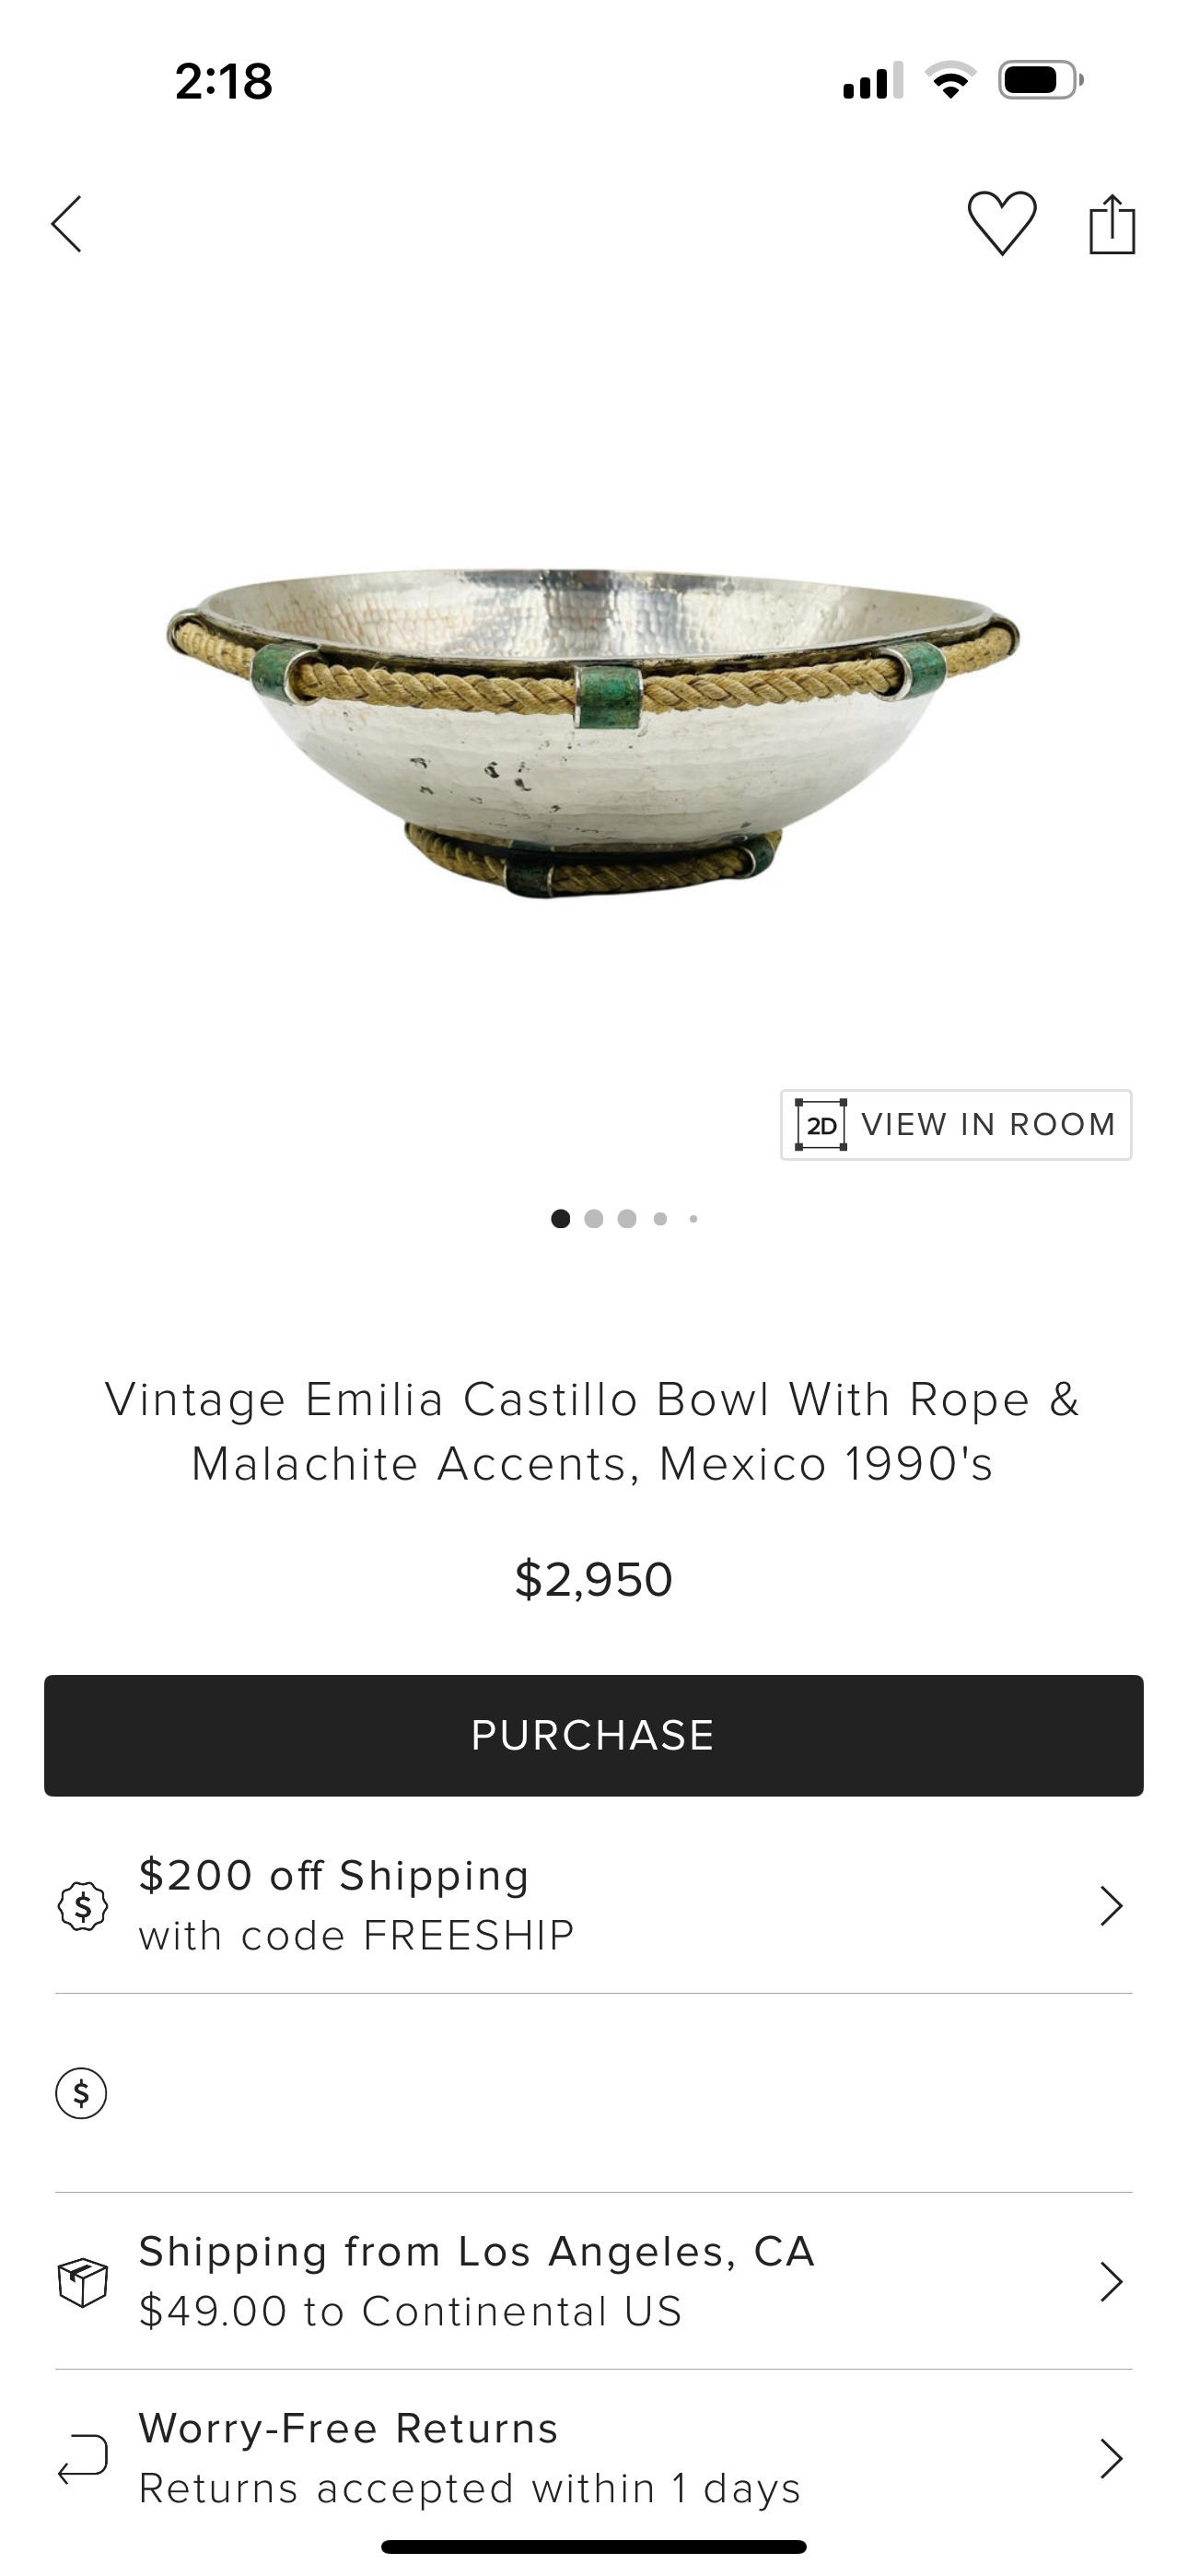 2:18
2D VIEW IN ROOM
Vintage Emilia Castillo Bowl With Rope &
Malachite Accents, Mexico 1990's
$2,950
PURCHASE
$200 off Shipping
with code FREESHIP
$
$
Shipping from Los Angeles, CA
$49.00 to Continental US
Worry-Free Returns
Returns accepted within 1 days